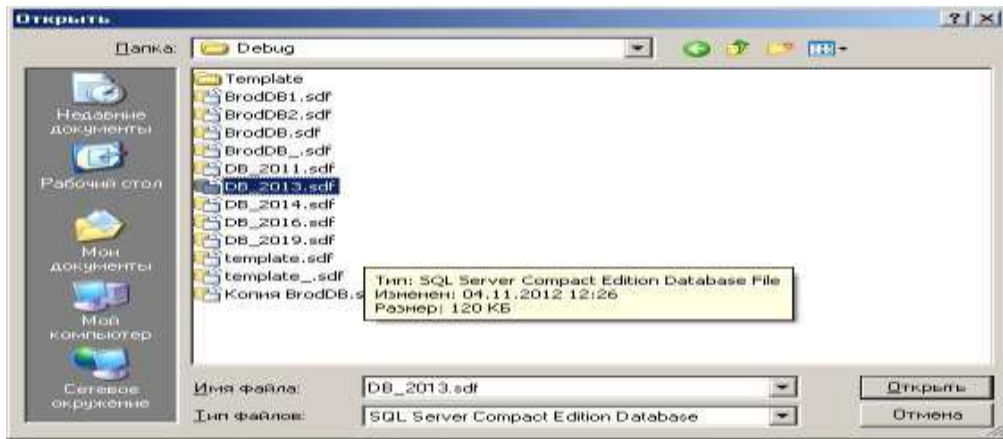 Открыть
Папка:
Debug
Недавние документы
Рабочий стол
Мои документы
Мой компьютер
Сетевое окружение
Template
BrodDB1.sdf
BrodDB2.sdf
BrodDB.sdf
BrodDB_.sdf
DB_2011.sdf
DB_2013.sdf
DB_2014.sdf
DB_2016.sdf
DB_2019.sdf
template.sdf
template_.sdf
Копия BrodDB.s
Тип: SQL Server Compact Edition Database File
Изменен: 04.11.2012 12:26
Размер: 120 КБ
Имя файла:
DB_2013.sdf
Открыть
Тип файлов:
SQL Server Compact Edition Database
Отмена